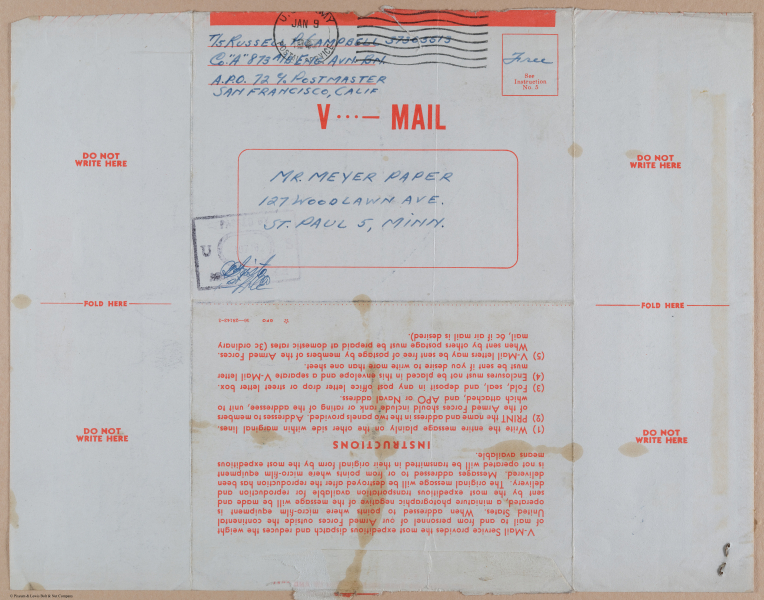 U.S. ARMY
JAN 9
POSTAL SERVICE
T/5 RUSSELL P. CAMPBELL
Co. "A" 873 A/B ENG. AVN. BN.
A.P.O. 72 % POSTMASTER
SAN FRANCISCO, CALIF
Free
See
Instruction
No. 5
V ···— MAIL
MR. MEYER PAPER
127 WOODLAWN AVE.
ST. PAUL 5, MINN.
U
DO NOT
WRITE HERE
DO NOT
WRITE HERE
FOLD HERE
FOLD HERE
DO NOT
WRITE HERE
DO NOT
WRITE HERE
V-Mail Service provides the most expeditious dispatch and reduces the weight
of mail to and from personnel of our Armed Forces outside the continental
United States. When addressed to points where micro-film equipment is
operated, a miniature photographic negative of the message will be made and
sent by the most expeditious transportation available for reproduction and
delivery. The original message will be destroyed after the reproduction has been
delivered. Messages addressed to or from points where micro-film equipment
is not operated will be transmitted in their original form by the most expeditious
means available.
INSTRUCTIONS
(1) Write the entire message plainly on the other side within marginal lines.
(2) PRINT the name and address in the two panels provided. Addresses to members
of the Armed Forces should include rank or rating of the addressee, unit to
which attached, and APO or Naval address.
(3) Fold, seal, and deposit in any post office letter drop or street letter box.
(4) Enclosures must not be placed in this envelope and a separate V-Mail letter
must be sent if you desire to write more than one sheet.
(5) V-Mail letters may be sent free of postage by members of the Armed Forces.
When sent by others postage must be prepaid at domestic rates (3c ordinary
mail, 6c if air mail is desired).